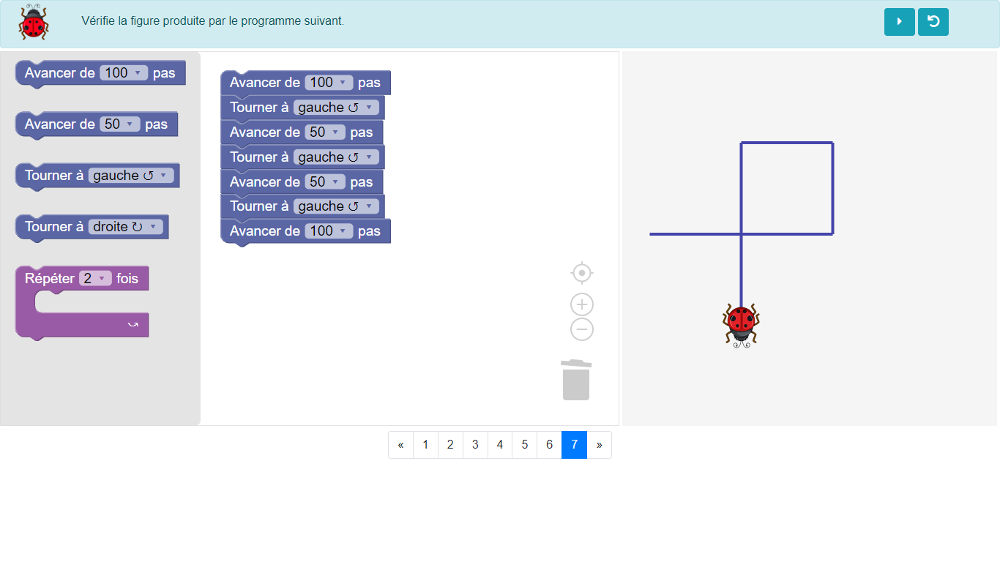 Vérifie la figure produite par le programme suivant.
Avancer de 100 pas
Avancer de 50 pas
Tourner à gauche ↺
Tourner à droite ↻
Répéter 2 fois
Avancer de 100 pas
Tourner à gauche ↺
Avancer de 50 pas
Tourner à gauche ↺
Avancer de 50 pas
Tourner à gauche ↺
Avancer de 100 pas
« 1 2 3 4 5 6 7 »